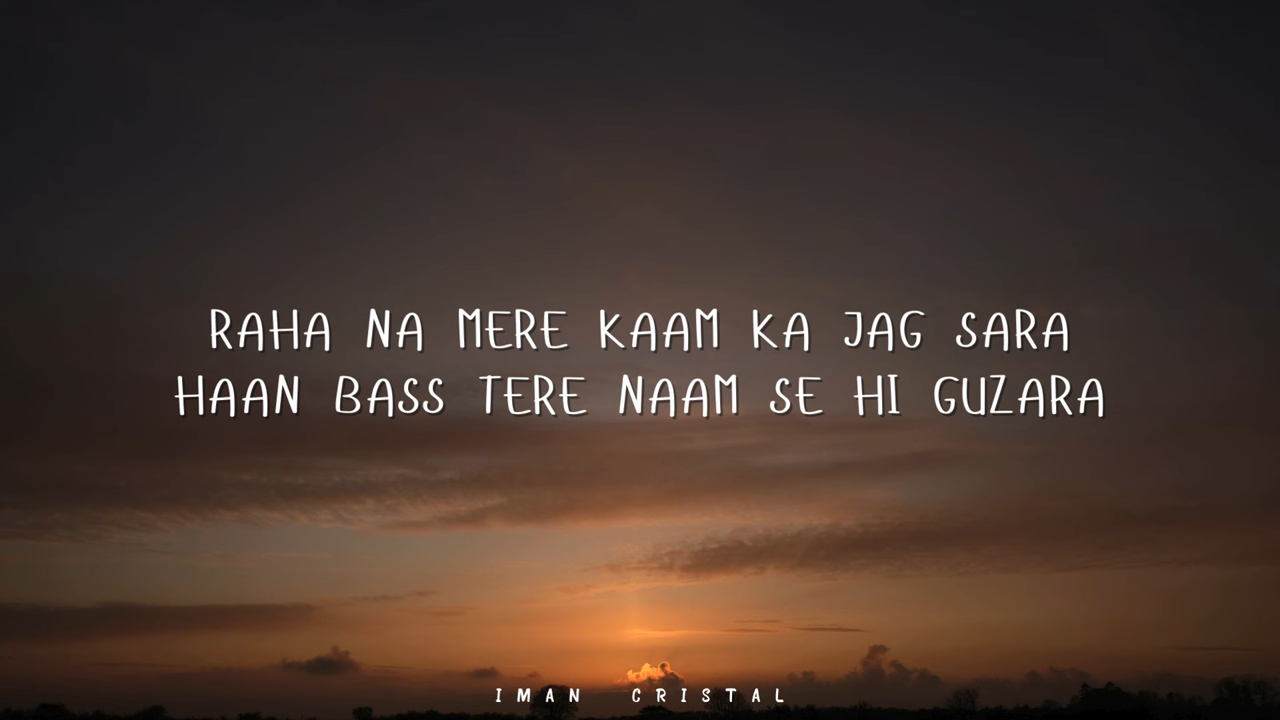 RAHA NA MERE KAAM KA JAG SARA
HAAN BASS TERE NAAM SE HI GUZARA
IMAN CRISTAL